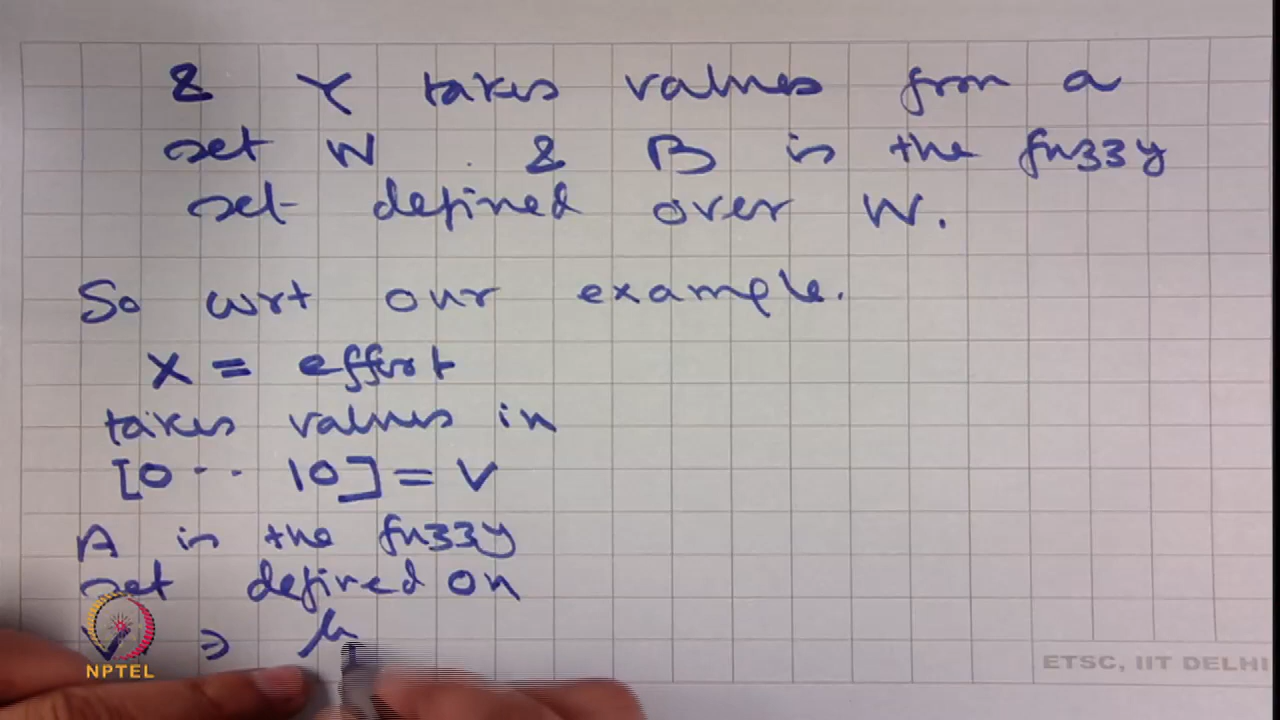 & Y takes values from a
set W. & B is the fuzzy
set defined over W.
So wrt our example.
X = effort
takes values in
[0 .. 10] = V
A is the fuzzy
set defined on
V ⇒ μ
NPTEL
ETSC, IIT DELHI